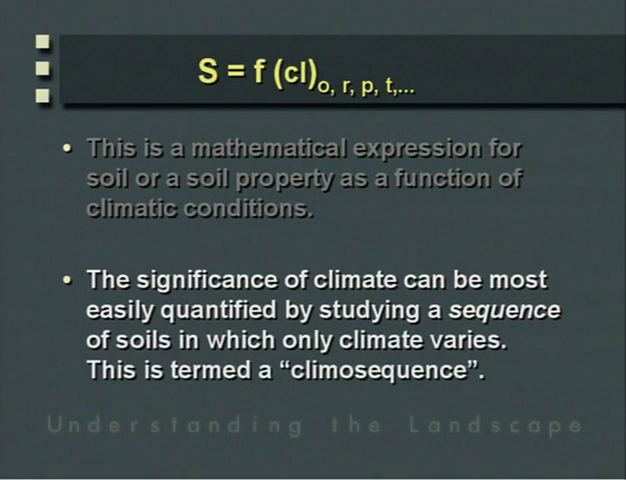 S = f (cl)o, r, p, t,...
• This is a mathematical expression for
soil or a soil property as a function of
climatic conditions.
• The significance of climate can be most
easily quantified by studying a sequence
of soils in which only climate varies.
This is termed a “climosequence”.
Understanding the Landscape